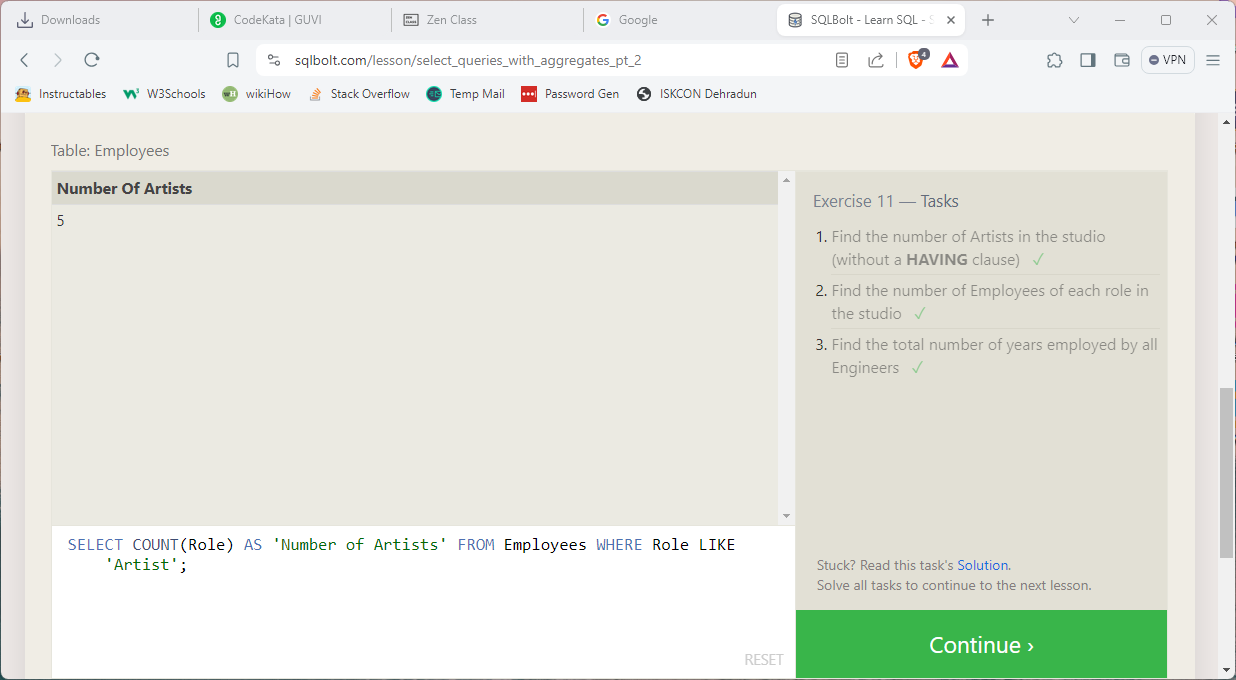 Downloads
CodeKata | GUVI
Zen Class
Google
SQLBolt - Learn SQL - S
sqlbolt.com/lesson/select_queries_with_aggregates_pt_2
4
VPN
Instructables
W3Schools
wikiHow
Stack Overflow
Temp Mail
Password Gen
ISKCON Dehradun
Table: Employees
Number Of Artists
5
SELECT COUNT(Role) AS 'Number of Artists' FROM Employees WHERE Role LIKE
'Artist';
RESET
Exercise 11 — Tasks
1. Find the number of Artists in the studio
(without a HAVING clause) ✓
2. Find the number of Employees of each role in
the studio ✓
3. Find the total number of years employed by all
Engineers ✓
Stuck? Read this task's Solution.
Solve all tasks to continue to the next lesson.
Continue ›